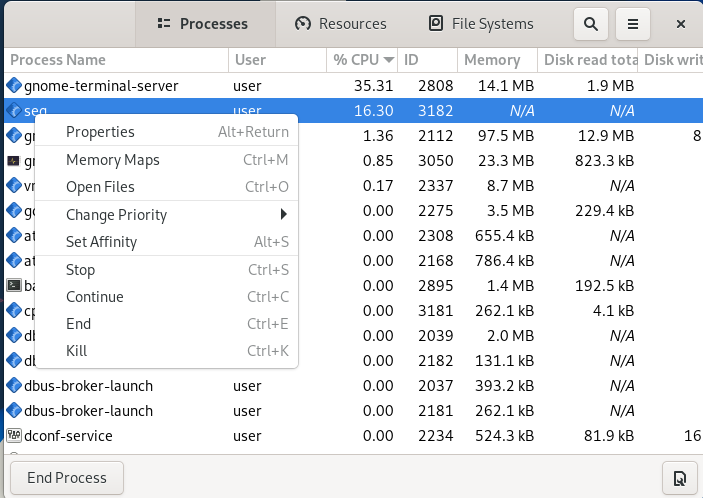 Processes Resources File Systems
Process Name User % CPU ID Memory Disk read tota Disk writ
gnome-terminal-server user 35.31 2808 14.1 MB 1.9 MB
seq user 16.30 3182 N/A N/A
1.36 2112 97.5 MB 12.9 MB 8
0.85 3050 23.3 MB 823.3 kB
0.17 2337 8.7 MB N/A
0.00 2275 3.5 MB 229.4 kB
0.00 2308 655.4 kB N/A
0.00 2168 786.4 kB N/A
0.00 2895 1.4 MB 192.5 kB
0.00 3181 262.1 kB 4.1 kB
0.00 2039 2.0 MB N/A
0.00 2182 131.1 kB N/A
dbus-broker-launch user 0.00 2037 393.2 kB N/A
dbus-broker-launch user 0.00 2181 262.1 kB N/A
dconf-service user 0.00 2234 524.3 kB 81.9 kB 16
Properties Alt+Return
Memory Maps Ctrl+M
Open Files Ctrl+O
Change Priority
Set Affinity Alt+S
Stop Ctrl+S
Continue Ctrl+C
End Ctrl+E
Kill Ctrl+K
End Process